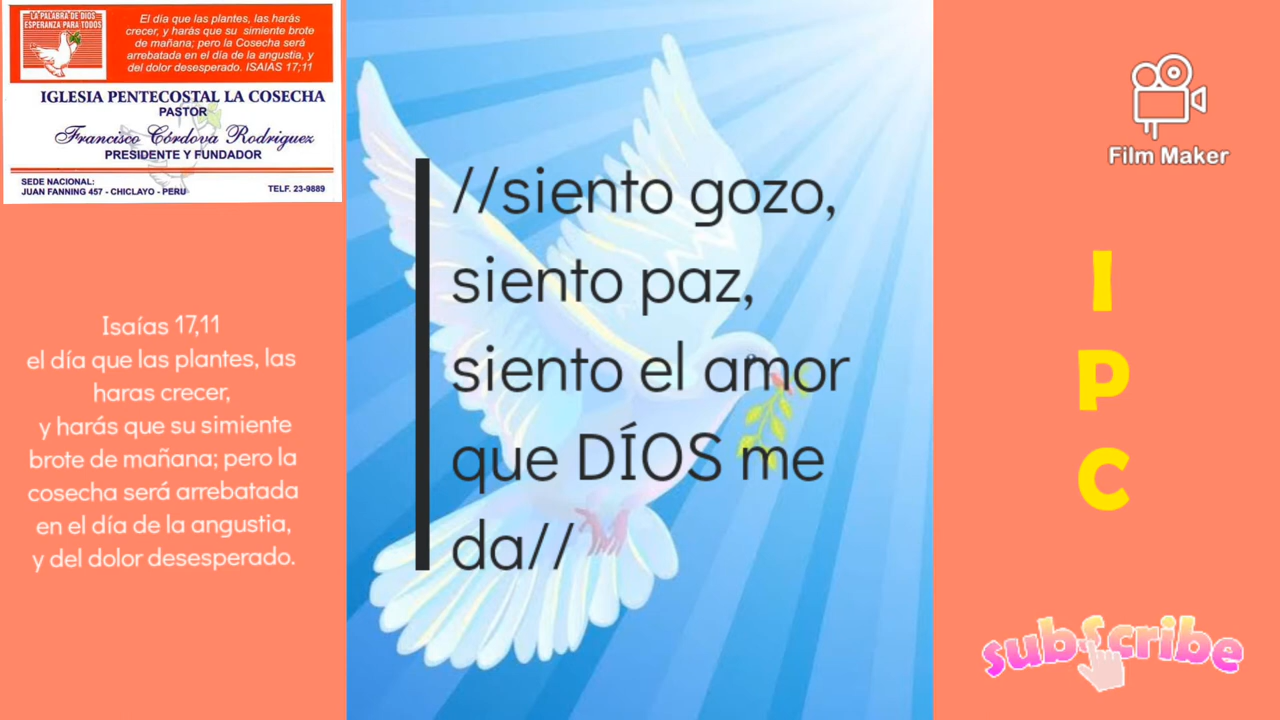 LA PALABRA DE DIOS
ESPERANZA PARA TODOS
El día que las plantes, las harás
crecer, y harás que su simiente brote
de mañana; pero la Cosecha será
arrebatada en el día de la angustia, y
del dolor desesperado. ISAIAS 17;11
IGLESIA PENTECOSTAL LA COSECHA
PASTOR
Francisco Córdova Rodriguez
PRESIDENTE Y FUNDADOR
SEDE NACIONAL:
JUAN FANNING 457 - CHICLAYO - PERU
TELF. 23-9889
Isaías 17,11
el día que las plantes, las
haras crecer,
y harás que su simiente
brote de mañana; pero la
cosecha será arrebatada
en el día de la angustia,
y del dolor desesperado.
//siento gozo,
siento paz,
siento el amor
que DÍOS me
da//
Film Maker
I
P
C
subscribe